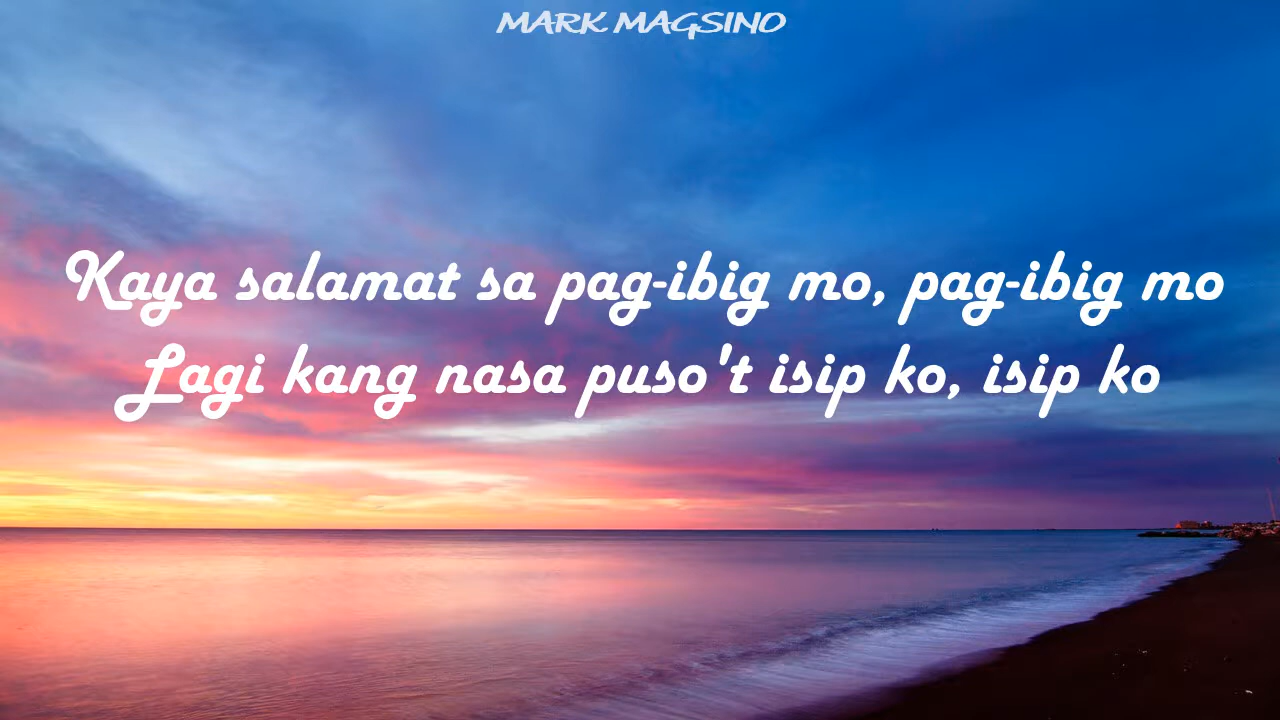 MARK MAGSINO
Kaya salamat sa pag-ibig mo, pag-ibig mo
Lagi kang nasa puso't isip ko, isip ko